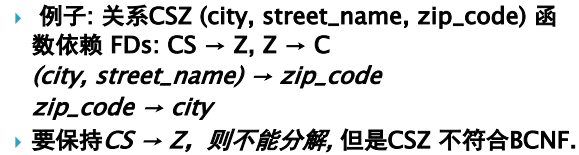 例子: 关系CSZ (city, street_name, zip_code) 函
数依赖 FDs: CS → Z, Z → C
(city, street_name) → zip_code
zip_code → city
要保持CS → Z, 则不能分解, 但是CSZ 不符合BCNF.